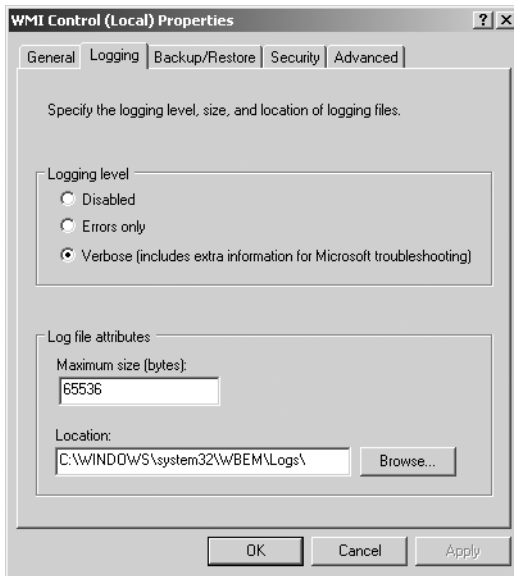 WMI Control (Local) Properties
General Logging Backup/Restore Security Advanced
Specify the logging level, size, and location of logging files.
Logging level
Disabled
Errors only
Verbose (includes extra information for Microsoft troubleshooting)
Log file attributes
Maximum size (bytes):
65536
Location:
C:\WINDOWS\system32\WBEM\Logs\ Browse...
OK Cancel Apply